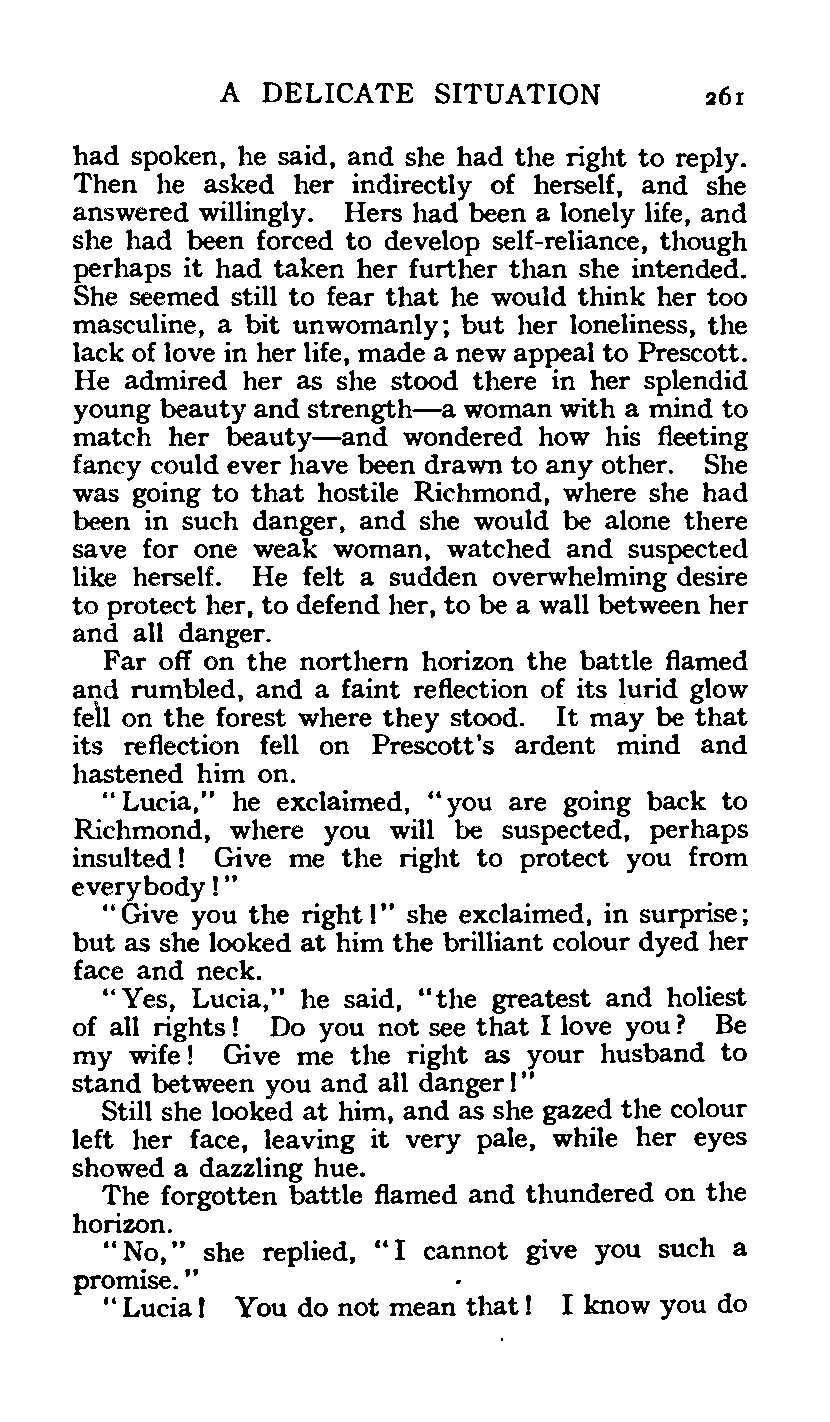 A DELICATE SITUATION 261
had spoken, he said, and she had the right to reply.
Then he asked her indirectly of herself, and she
answered willingly. Hers had been a lonely life, and
she had been forced to develop self-reliance, though
perhaps it had taken her further than she intended.
She seemed still to fear that he would think her too
masculine, a bit unwomanly; but her loneliness, the
lack of love in her life, made a new appeal to Prescott.
He admired her as she stood there in her splendid
young beauty and strength—a woman with a mind to
match her beauty—and wondered how his fleeting
fancy could ever have been drawn to any other. She
was going to that hostile Richmond, where she had
been in such danger, and she would be alone there
save for one weak woman, watched and suspected
like herself. He felt a sudden overwhelming desire
to protect her, to defend her, to be a wall between her
and all danger.
Far off on the northern horizon the battle flamed
and rumbled, and a faint reflection of its lurid glow
fell on the forest where they stood. It may be that
its reflection fell on Prescott's ardent mind and
hastened him on.
"Lucia," he exclaimed, "you are going back to
Richmond, where you will be suspected, perhaps
insulted! Give me the right to protect you from
everybody!"
"Give you the right!" she exclaimed, in surprise;
but as she looked at him the brilliant colour dyed her
face and neck.
"Yes, Lucia," he said, "the greatest and holiest
of all rights! Do you not see that I love you? Be
my wife! Give me the right as your husband to
stand between you and all danger!"
Still she looked at him, and as she gazed the colour
left her face, leaving it very pale, while her eyes
showed a dazzling hue.
The forgotten battle flamed and thundered on the
horizon.
"No," she replied, "I cannot give you such a
promise."
"Lucia! You do not mean that! I know you do